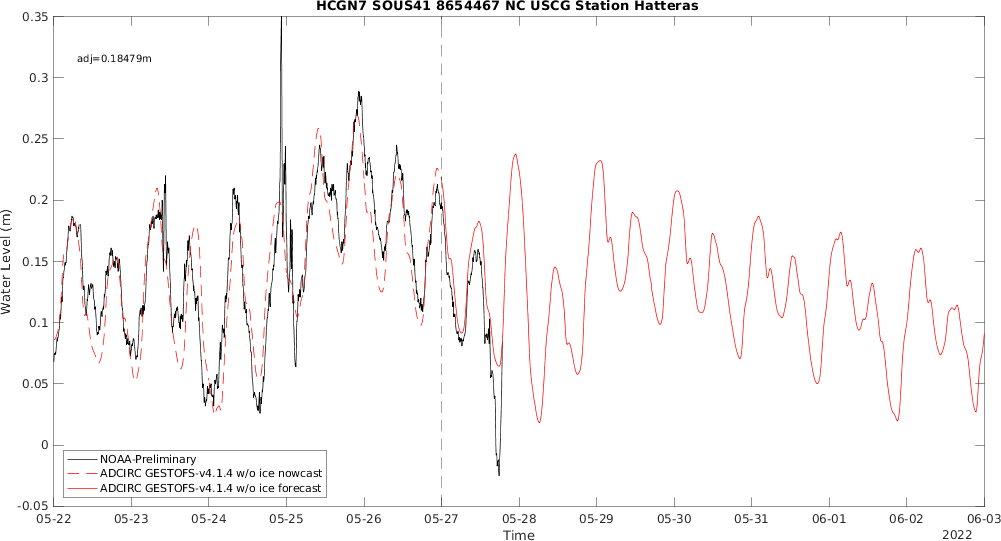 HCGN7 SOUS41 8654467 NC USCG Station Hatteras
adj=0.18479m
Water Level (m)
0.35
0.3
0.25
0.2
0.15
0.1
0.05
0
-0.05
NOAA-Preliminary
ADCIRC GESTOFS-v4.1.4 w/o ice nowcast
ADCIRC GESTOFS-v4.1.4 w/o ice forecast
05-22 05-23 05-24 05-25 05-26 05-27 05-28 05-29 05-30 05-31 06-01 06-02 06-03
Time
2022